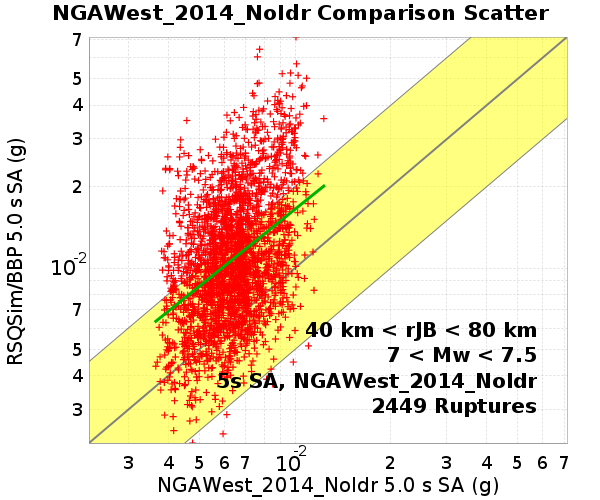 NGAWest_2014_NoIdr Comparison Scatter
7
5
4
3
2
10-2
7
5
4
3
RSQSim/BBP 5.0 s SA (g)
40 km < rJB < 80 km
7 < Mw < 7.5
5s SA, NGAWest_2014_NoIdr
2449 Ruptures
3 4 5 6 7 10-2 2 3 4 5 6 7
NGAWest_2014_NoIdr 5.0 s SA (g)